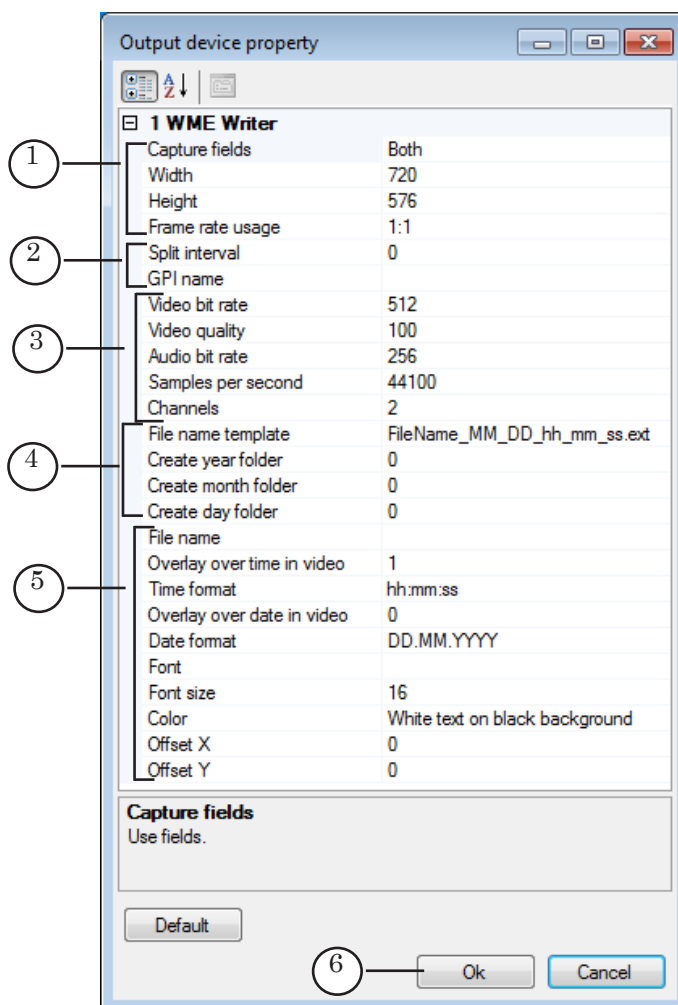 Output device property
1 WME Writer
1
Capture fields Both
Width 720
Height 576
Frame rate usage 1:1
2
Split interval 0
GPI name
3
Video bit rate 512
Video quality 100
Audio bit rate 256
Samples per second 44100
Channels 2
4
File name template FileName_MM_DD_hh_mm_ss.ext
Create year folder 0
Create month folder 0
Create day folder 0
5
File name
Overlay over time in video 1
Time format hh:mm:ss
Overlay over date in video 0
Date format DD.MM.YYYY
Font
Font size 16
Color White text on black background
Offset X 0
Offset Y 0
Capture fields
Use fields.
Default
6
Ok Cancel